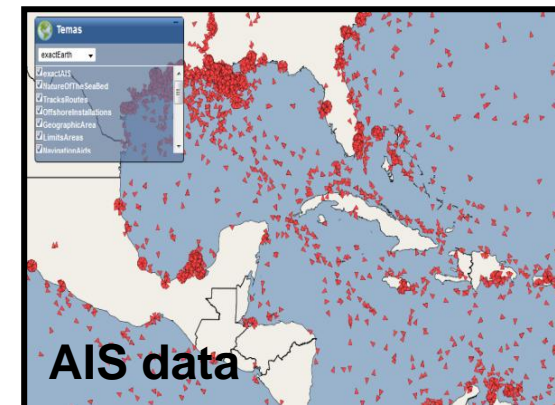 Temas
exactEarth
exactAIS
NatureOfTheSeaBed
TracksRoutes
OffshoreInstallations
GeographicArea
LimitsAreas
NavigationAids
AIS data